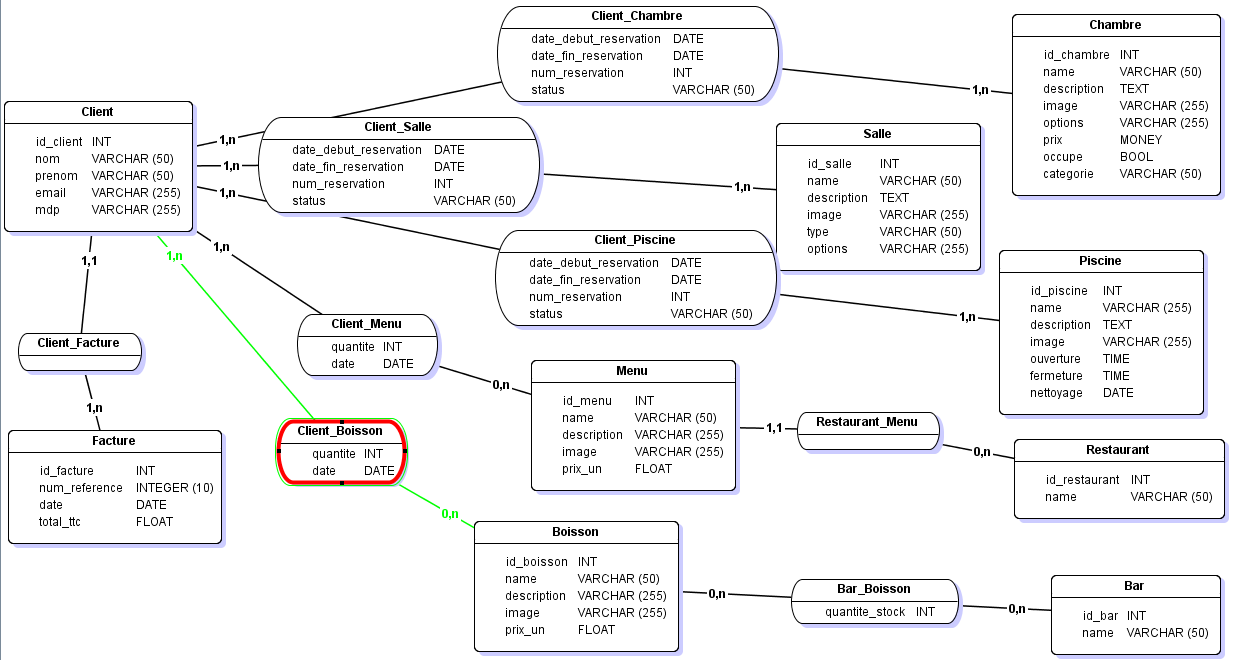 Client_Chambre
date_debut_reservation DATE
date_fin_reservation DATE
num_reservation INT
status VARCHAR (50)
Chambre
id_chambre INT
name VARCHAR (50)
description TEXT
image VARCHAR (255)
options VARCHAR (255)
prix MONEY
occupe BOOL
categorie VARCHAR (50)
1,n
1,n
Client
id_client INT
nom VARCHAR (50)
prenom VARCHAR (50)
email VARCHAR (255)
mdp VARCHAR (255)
Client_Salle
date_debut_reservation DATE
date_fin_reservation DATE
num_reservation INT
status VARCHAR (50)
1,n
1,n
Salle
id_salle INT
name VARCHAR (50)
description TEXT
image VARCHAR (255)
type VARCHAR (50)
options VARCHAR (255)
1,n
Client_Piscine
date_debut_reservation DATE
date_fin_reservation DATE
num_reservation INT
status VARCHAR (50)
1,n
Piscine
id_piscine INT
name VARCHAR (255)
description TEXT
image VARCHAR (255)
ouverture TIME
fermeture TIME
nettoyage DATE
1,1
1,n
1,n
Client_Facture
1,n
Client_Menu
quantite INT
date DATE
0,n
Menu
id_menu INT
name VARCHAR (50)
description VARCHAR (255)
image VARCHAR (255)
prix_un FLOAT
1,1
Restaurant_Menu
0,n
Restaurant
id_restaurant INT
name VARCHAR (50)
Facture
id_facture INT
num_reference INTEGER (10)
date DATE
total_ttc FLOAT
Client_Boisson
quantite INT
date DATE
0,n
Boisson
id_boisson INT
name VARCHAR (50)
description VARCHAR (255)
image VARCHAR (255)
prix_un FLOAT
0,n
Bar_Boisson
quantite_stock INT
0,n
Bar
id_bar INT
name VARCHAR (50)